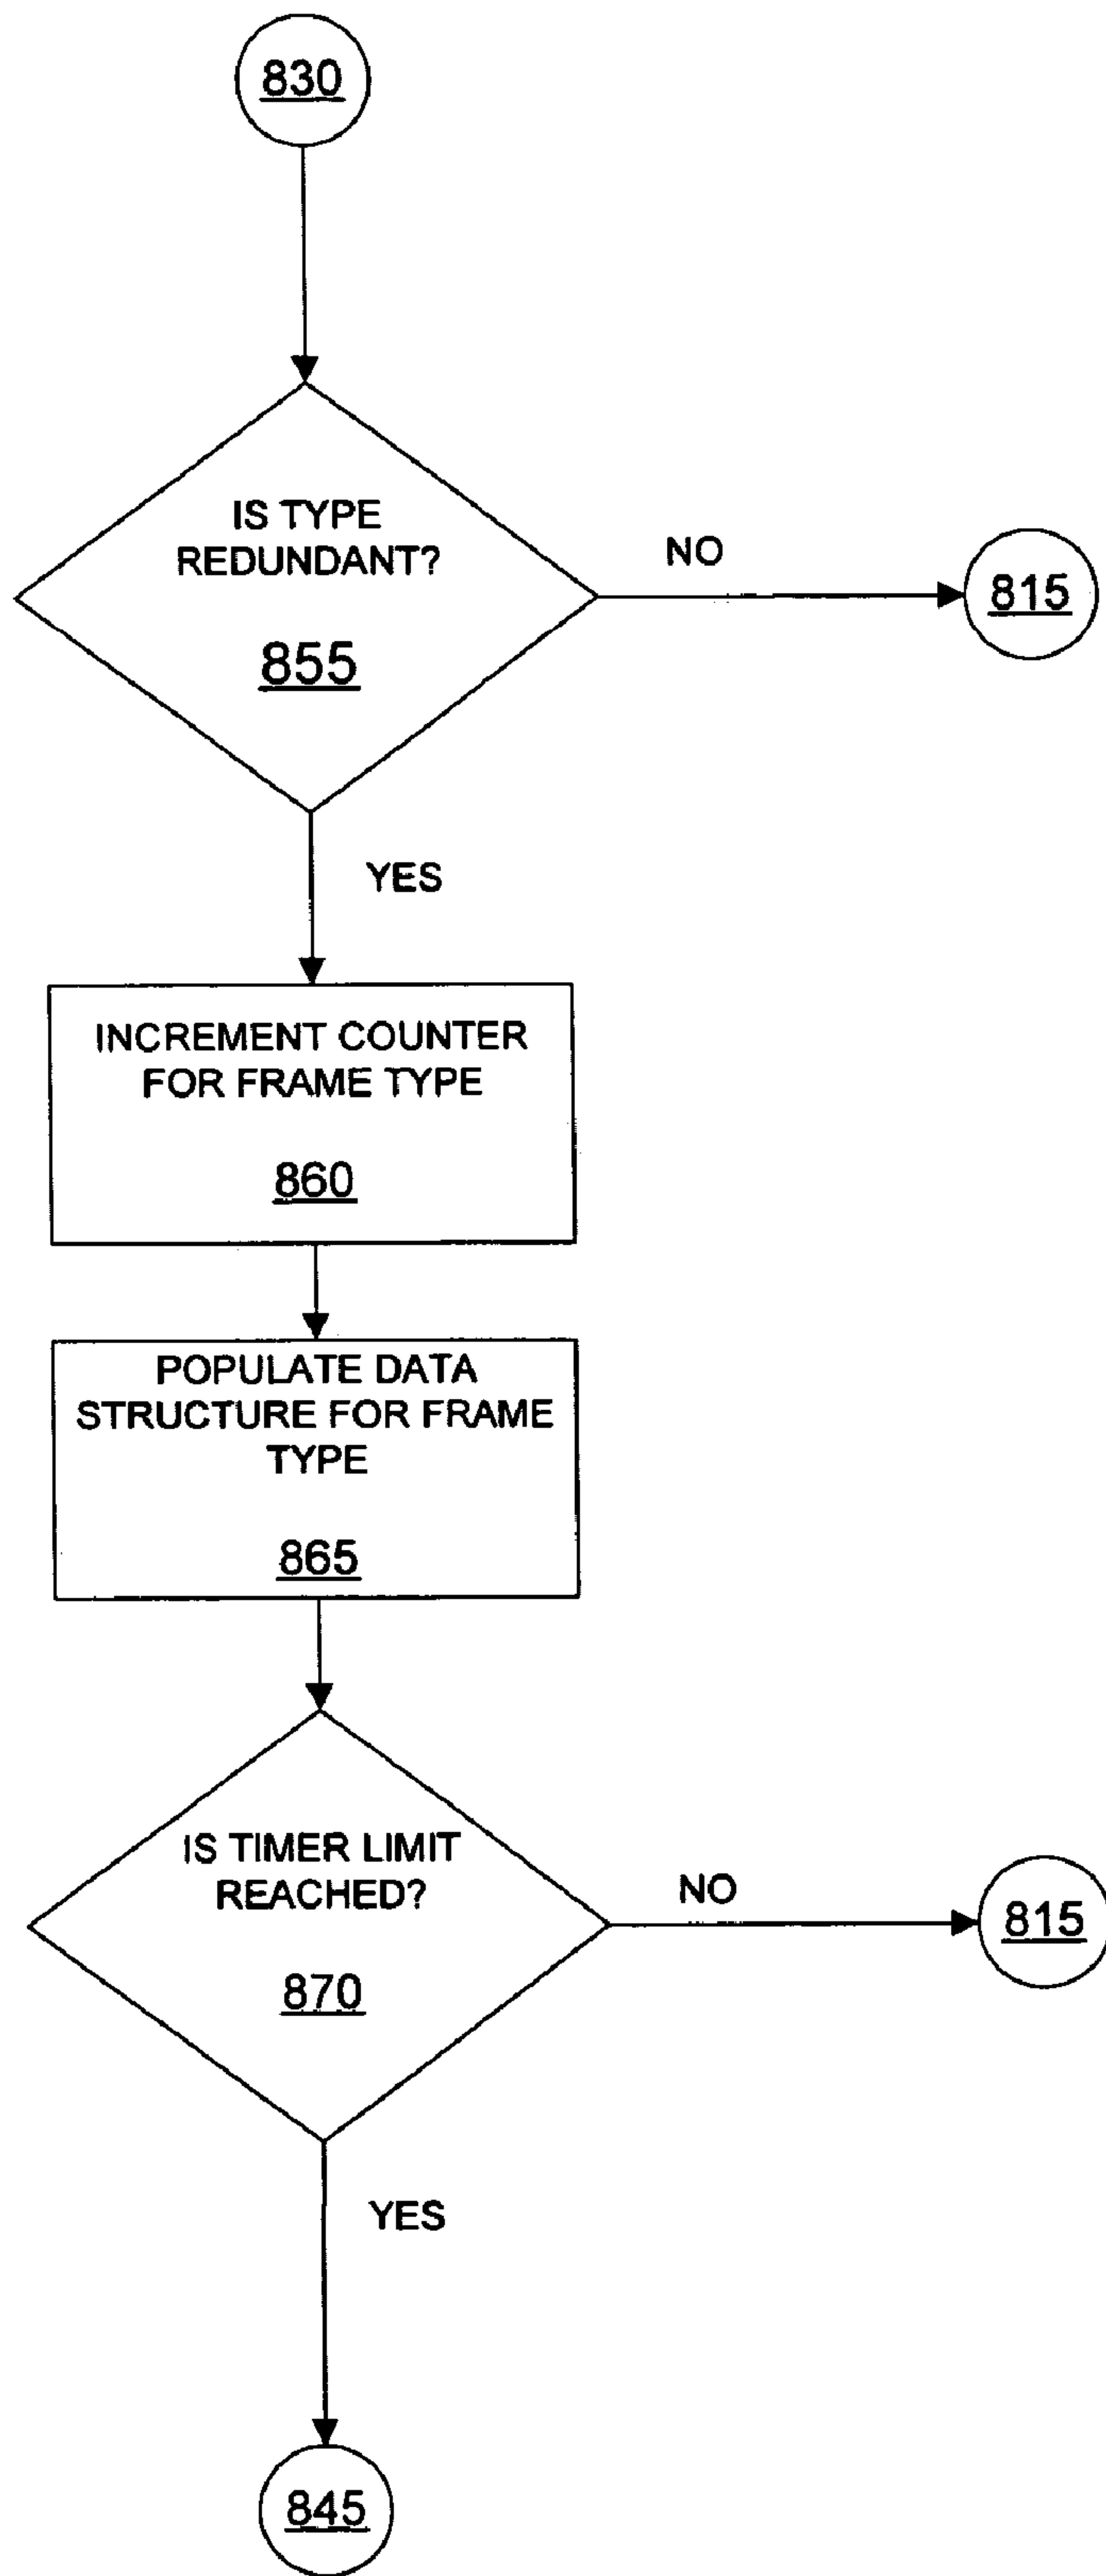 830
IS TYPE
REDUNDANT?
855
NO
815
YES
INCREMENT COUNTER
FOR FRAME TYPE
860
POPULATE DATA
STRUCTURE FOR FRAME
TYPE
865
IS TIMER LIMIT
REACHED?
870
NO
815
YES
845